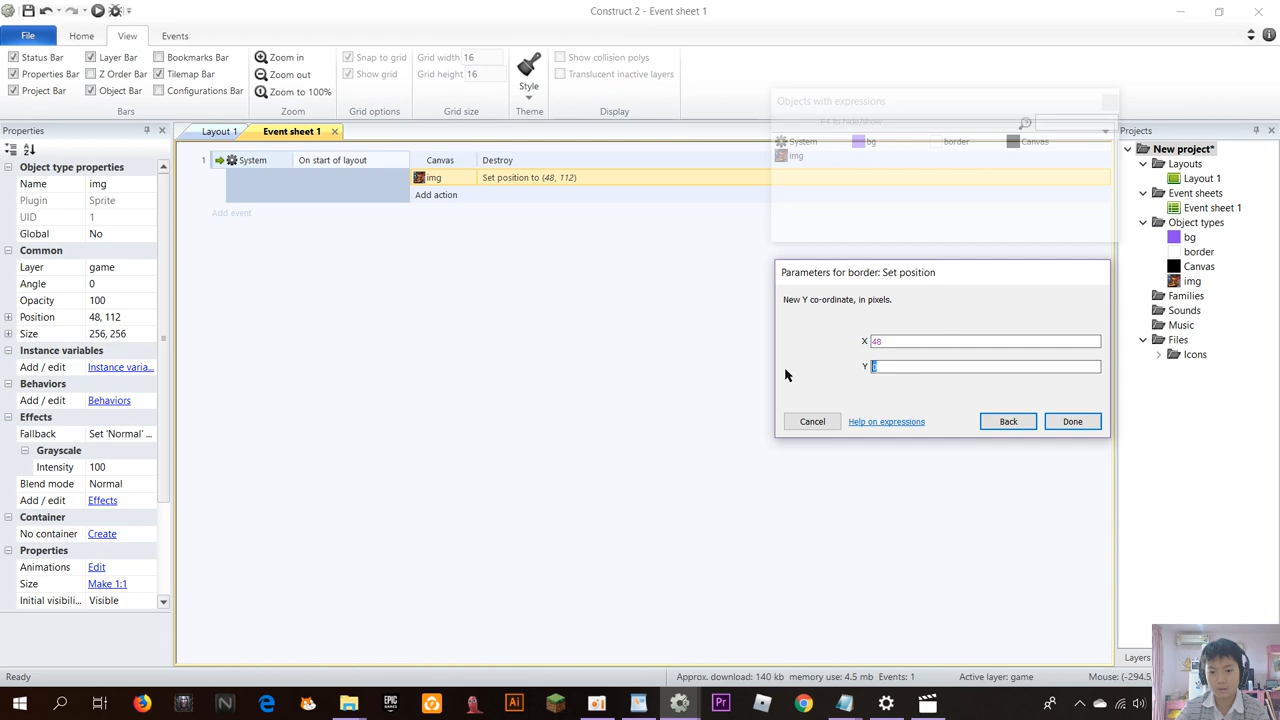 Construct 2 - Event sheet 1
File
Home
View
Events
Status Bar
Layer Bar
Bookmarks Bar
Properties Bar
Z Order Bar
Tilemap Bar
Project Bar
Object Bar
Configurations Bar
Bars
Zoom in
Zoom out
Zoom to 100%
Zoom
Snap to grid
Show grid
Grid options
Grid width 16
Grid height 16
Grid size
Style
Theme
Show collision polys
Translucent inactive layers
Display
Properties
Object type properties
Name img
Plugin Sprite
UID 1
Global No
Common
Layer game
Angle 0
Opacity 100
Position 48, 112
Size 256, 256
Instance variables
Add / edit Instance varia...
Behaviors
Add / edit Behaviors
Effects
Fallback Set 'Normal' ...
Grayscale
Intensity 100
Blend mode Normal
Add / edit Effects
Container
No container Create
Properties
Animations Edit
Size Make 1:1
Initial visibili... Visible
Layout 1
Event sheet 1
1 System On start of layout Canvas Destroy
img Set position to (48, 112)
Add action
Add event
Objects with expressions
F4 to hide/show
System bg border Canvas
img
Parameters for border: Set position
New Y co-ordinate, in pixels.
X 48
Y
Cancel Help on expressions Back Done
Projects
New project*
Layouts
Layout 1
Event sheets
Event sheet 1
Object types
bg
border
Canvas
img
Families
Sounds
Music
Files
Icons
Layers
Ready
Approx. download: 140 kb memory use: 4.5 mb Events: 1 Active layer: game Mouse: (-294.5
EPIC GAMES
Ai
Pr